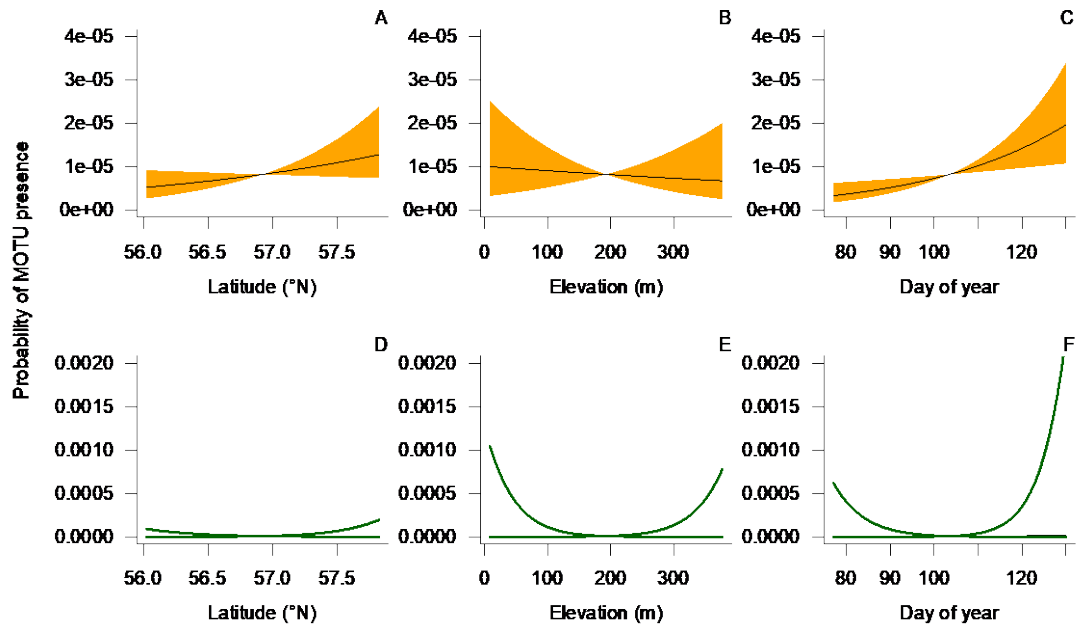 Probability of MOTU presence
A
4e-05
3e-05
2e-05
1e-05
0e+00
56.0 56.5 57.0 57.5
Latitude (°N)
B
4e-05
3e-05
2e-05
1e-05
0e+00
0 100 200 300
Elevation (m)
C
4e-05
3e-05
2e-05
1e-05
0e+00
80 90 100 120
Day of year
D
0.0020
0.0015
0.0010
0.0005
0.0000
56.0 56.5 57.0 57.5
Latitude (°N)
E
0.0020
0.0015
0.0010
0.0005
0.0000
0 100 200 300
Elevation (m)
F
0.0020
0.0015
0.0010
0.0005
0.0000
80 90 100 120
Day of year